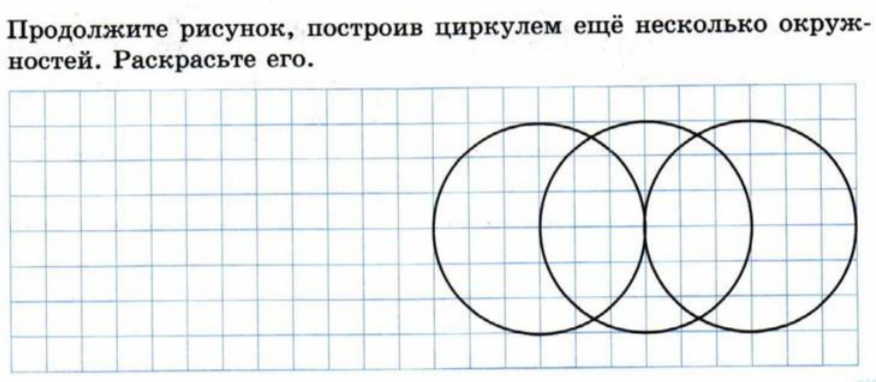 Продолжите рисунок, построив циркулем ещё несколько окруж-
ностей. Раскрасьте его.